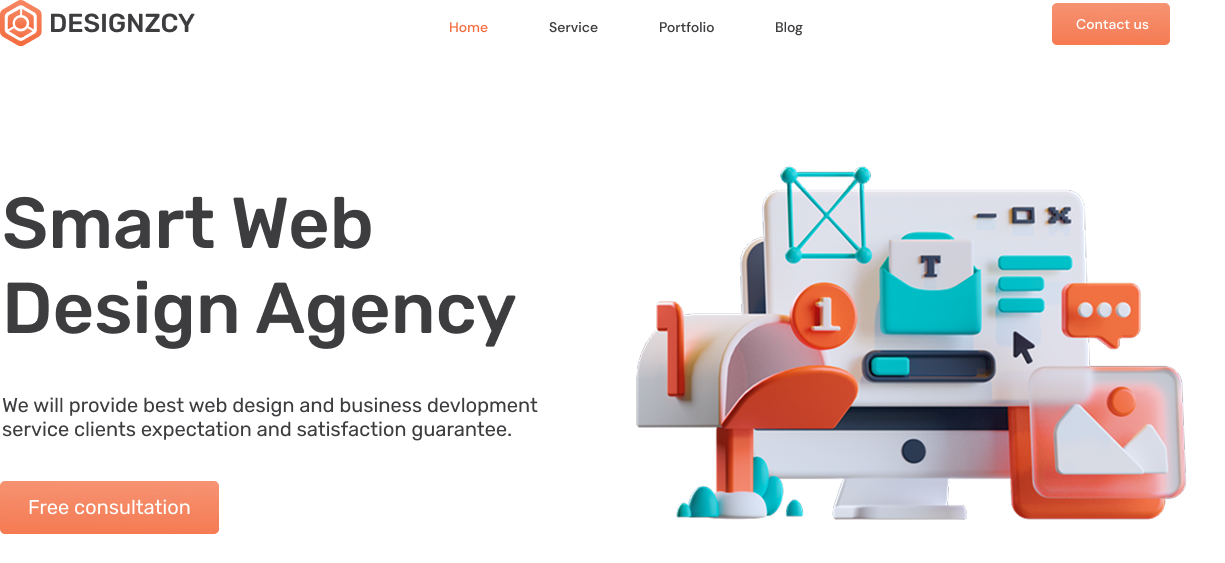 DESIGNZCY
Home Service Portfolio Blog Contact us
Smart Web
Design Agency
We will provide best web design and business devlopment
service clients expectation and satisfaction guarantee.
Free consultation
T
1